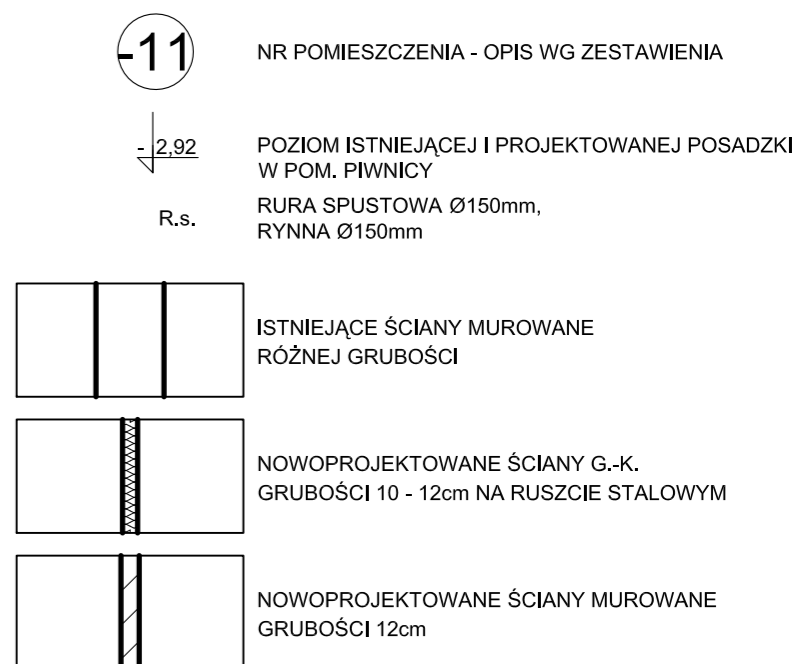 -11
NR POMIESZCZENIA - OPIS WG ZESTAWIENIA
- 2,92
POZIOM ISTNIEJĄCEJ I PROJEKTOWANEJ POSADZKI
W POM. PIWNICY
R.s.
RURA SPUSTOWA Ø150mm,
RYNNA Ø150mm
ISTNIEJĄCE ŚCIANY MUROWANE
RÓŻNEJ GRUBOŚCI
NOWOPROJEKTOWANE ŚCIANY G.-K.
GRUBOŚCI 10 - 12cm NA RUSZCIE STALOWYM
NOWOPROJEKTOWANE ŚCIANY MUROWANE
GRUBOŚCI 12cm